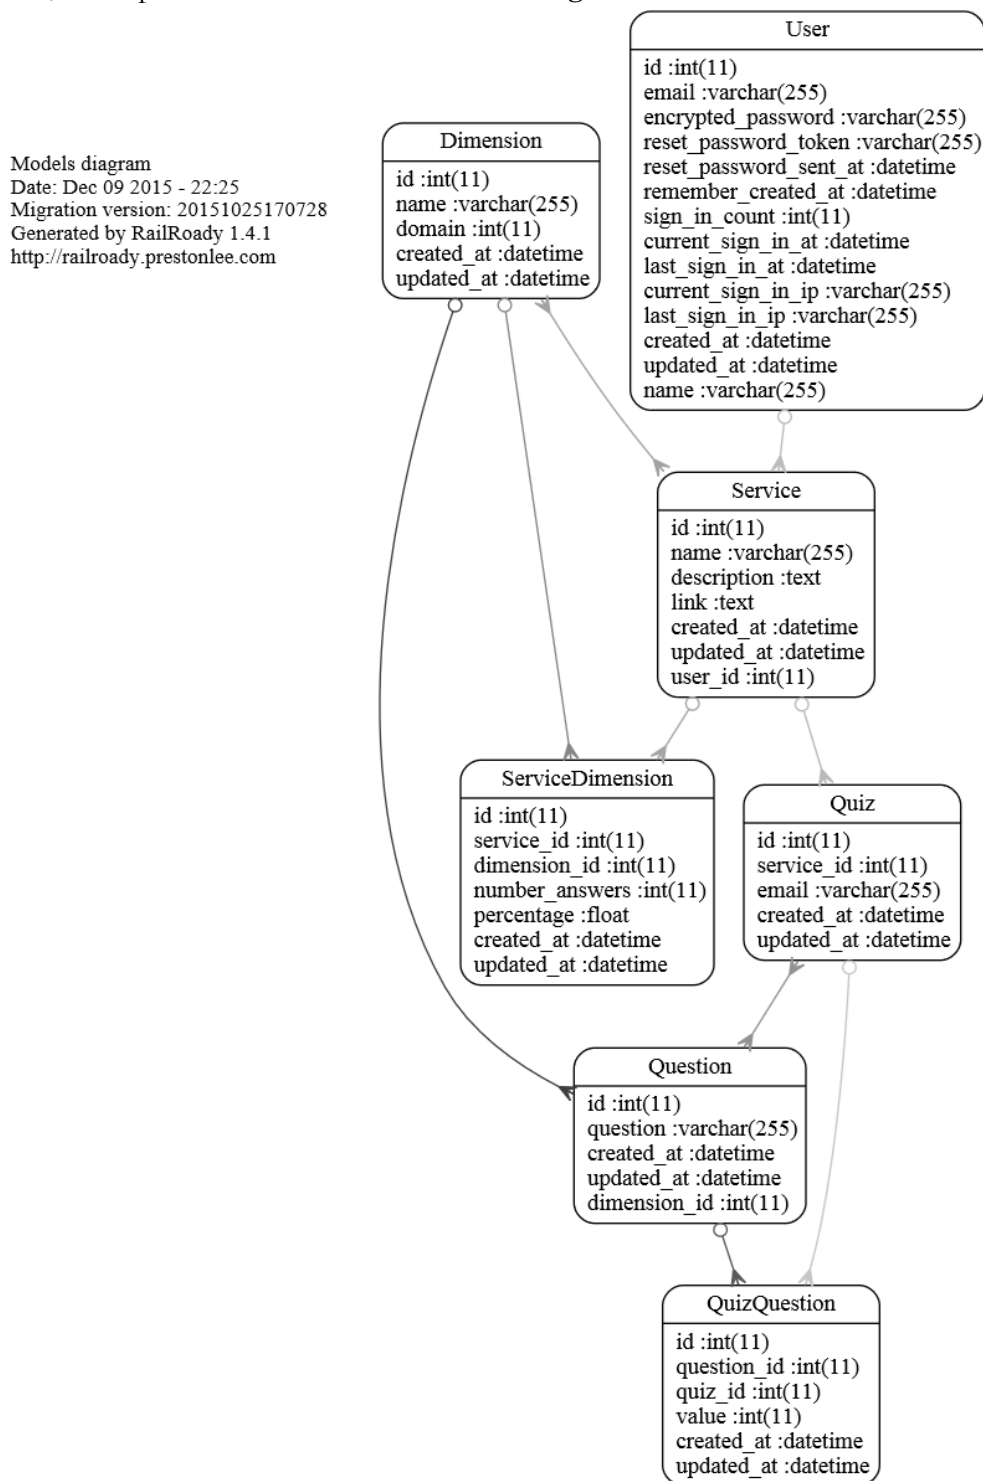 Models diagram
Date: Dec 09 2015 - 22:25
Migration version: 20151025170728
Generated by RailRoady 1.4.1
http://railroady.prestonlee.com
User
id :int(11)
email :varchar(255)
encrypted_password :varchar(255)
reset_password_token :varchar(255)
reset_password_sent_at :datetime
remember_created_at :datetime
sign_in_count :int(11)
current_sign_in_at :datetime
last_sign_in_at :datetime
current_sign_in_ip :varchar(255)
last_sign_in_ip :varchar(255)
created_at :datetime
updated_at :datetime
name :varchar(255)
Dimension
id :int(11)
name :varchar(255)
domain :int(11)
created_at :datetime
updated_at :datetime
Service
id :int(11)
name :varchar(255)
description :text
link :text
created_at :datetime
updated_at :datetime
user_id :int(11)
ServiceDimension
id :int(11)
service_id :int(11)
dimension_id :int(11)
number_answers :int(11)
percentage :float
created_at :datetime
updated_at :datetime
Quiz
id :int(11)
service_id :int(11)
email :varchar(255)
created_at :datetime
updated_at :datetime
Question
id :int(11)
question :varchar(255)
created_at :datetime
updated_at :datetime
dimension_id :int(11)
QuizQuestion
id :int(11)
question_id :int(11)
quiz_id :int(11)
value :int(11)
created_at :datetime
updated_at :datetime